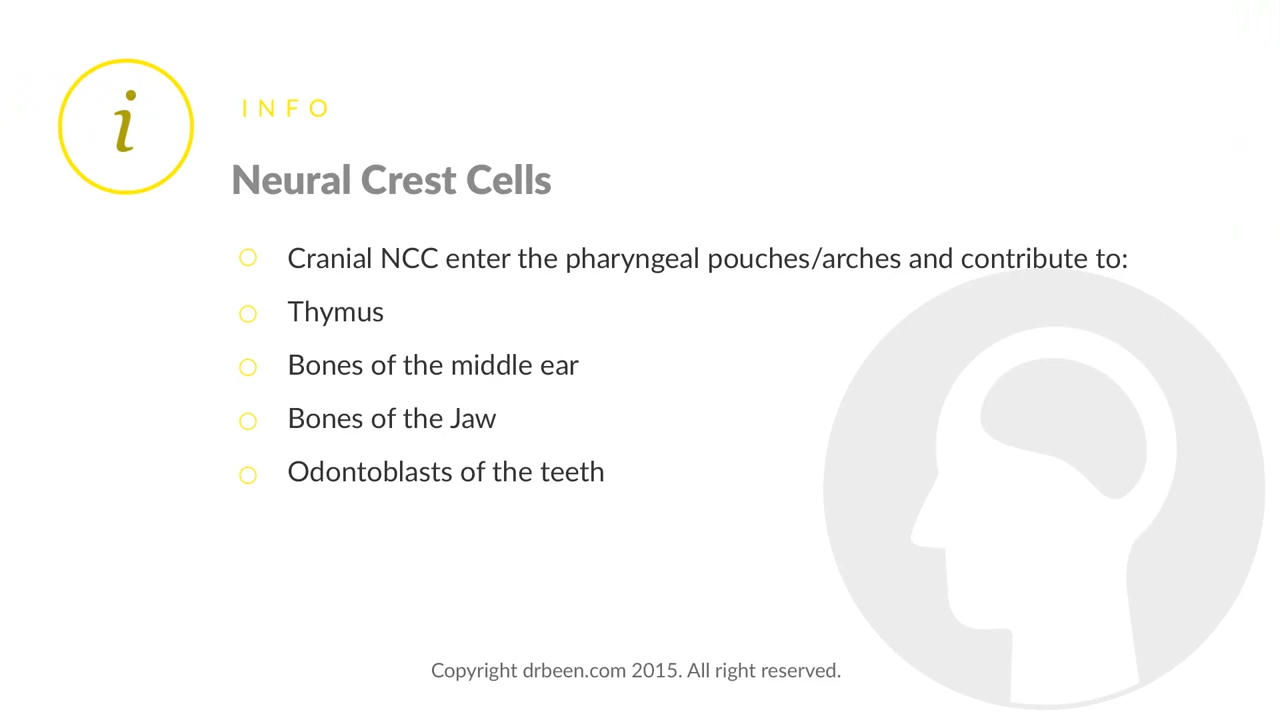 i
INFO
Neural Crest Cells
Cranial NCC enter the pharyngeal pouches/arches and contribute to:
Thymus
Bones of the middle ear
Bones of the Jaw
Odontoblasts of the teeth
Copyright drbeen.com 2015. All right reserved.